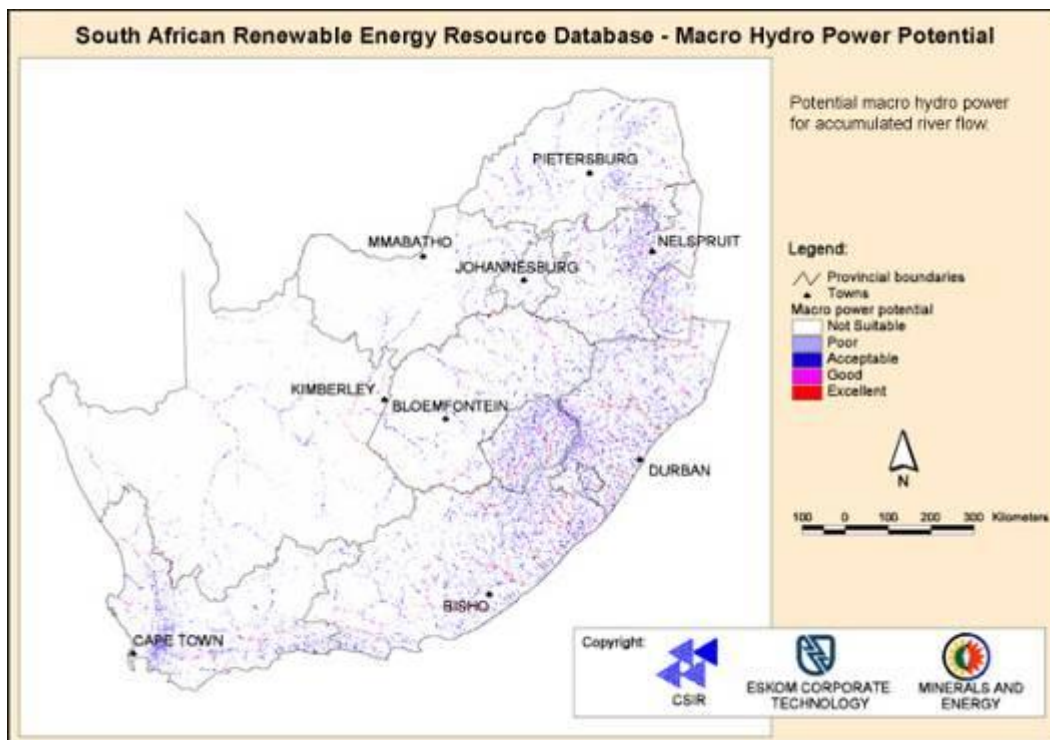 South African Renewable Energy Resource Database - Macro Hydro Power Potential
Potential macro hydro power
for accumulated river flow.
PIETERSBURG
MMABATHO
NELSPRUIT
JOHANNESBURG
KIMBERLEY
BLOEMFONTEIN
DURBAN
BISHO
CAPE TOWN
Legend:
Provincial boundaries
Towns
Macro power potential
Not Suitable
Poor
Acceptable
Good
Excellent
N
100 0 100 200 300 Kilometers
Copyright:
CSIR
ESKOM CORPORATE
TECHNOLOGY
MINERALS AND
ENERGY